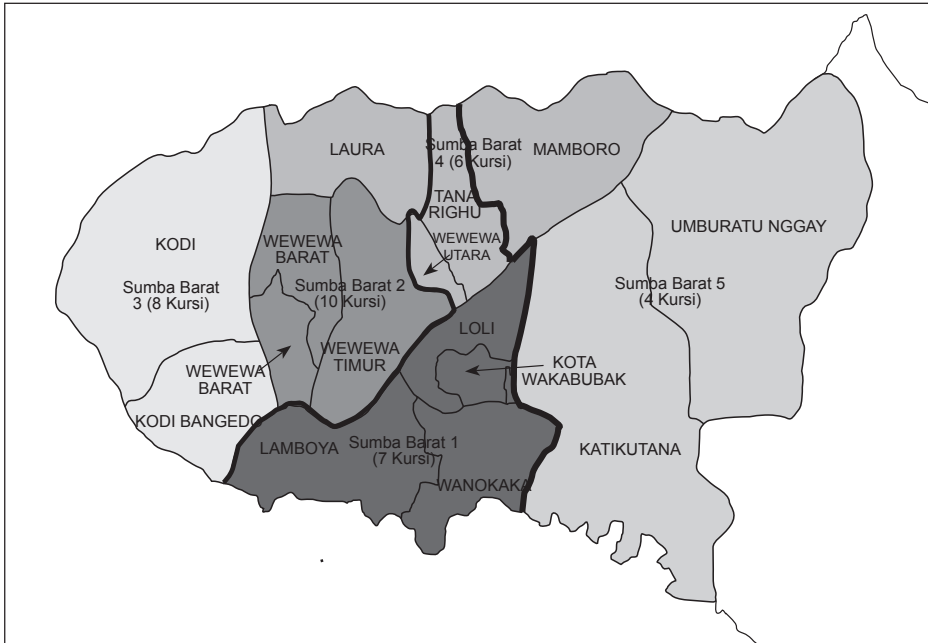 LAURA
Sumba Barat
4 (6 Kursi)
MAMBORO
TANA
RIGHU
UMBURATU NGGAY
KODI
WEWEWA
BARAT
WEWEWA
UTARA
Sumba Barat
3 (8 Kursi)
Sumba Barat 2
(10 Kursi)
Sumba Barat 5
(4 Kursi)
LOLI
WEWEWA
TIMUR
KOTA
WAKABUBAK
WEWEWA
BARAT
KODI BANGEDO
LAMBOYA
Sumba Barat 1
(7 Kursi)
KATIKUTANA
WANOKAKA